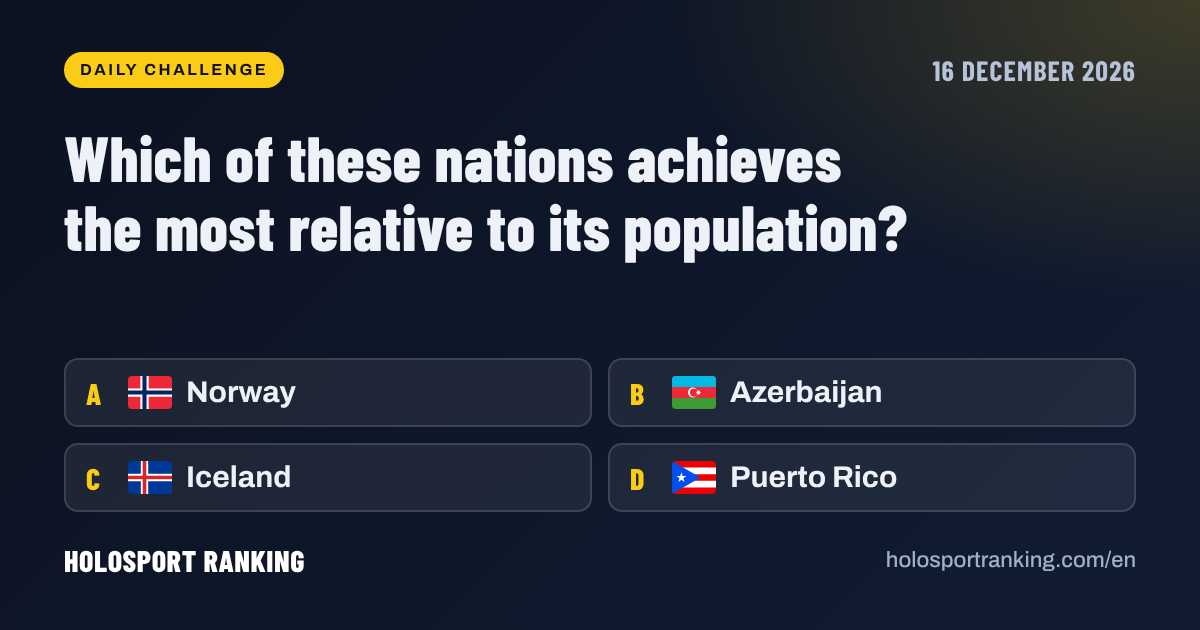 DAILY CHALLENGE
16 DECEMBER 2026
Which of these nations achieves
the most relative to its population?
A Norway
B Azerbaijan
C Iceland
D Puerto Rico
HOLOSPORT RANKING
holosportranking.com/en